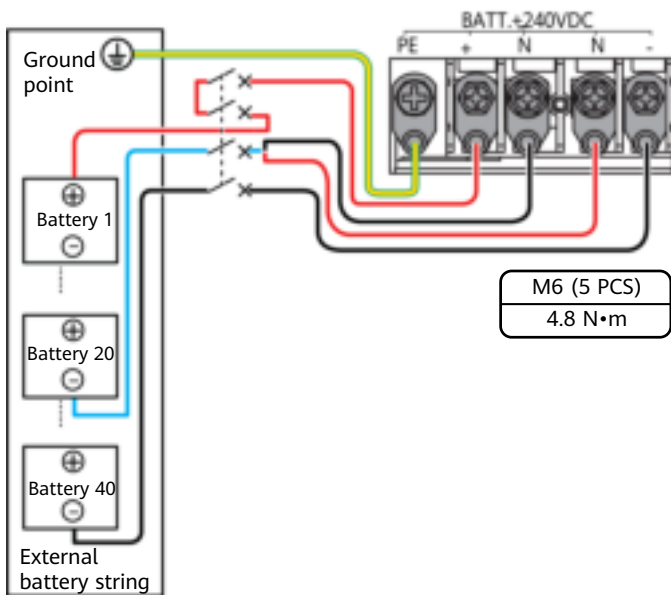 BATT.±240VDC
PE + N N -
Ground
point
Battery 1
Battery 20
Battery 40
External
battery string
M6 (5 PCS)
4.8 N•m